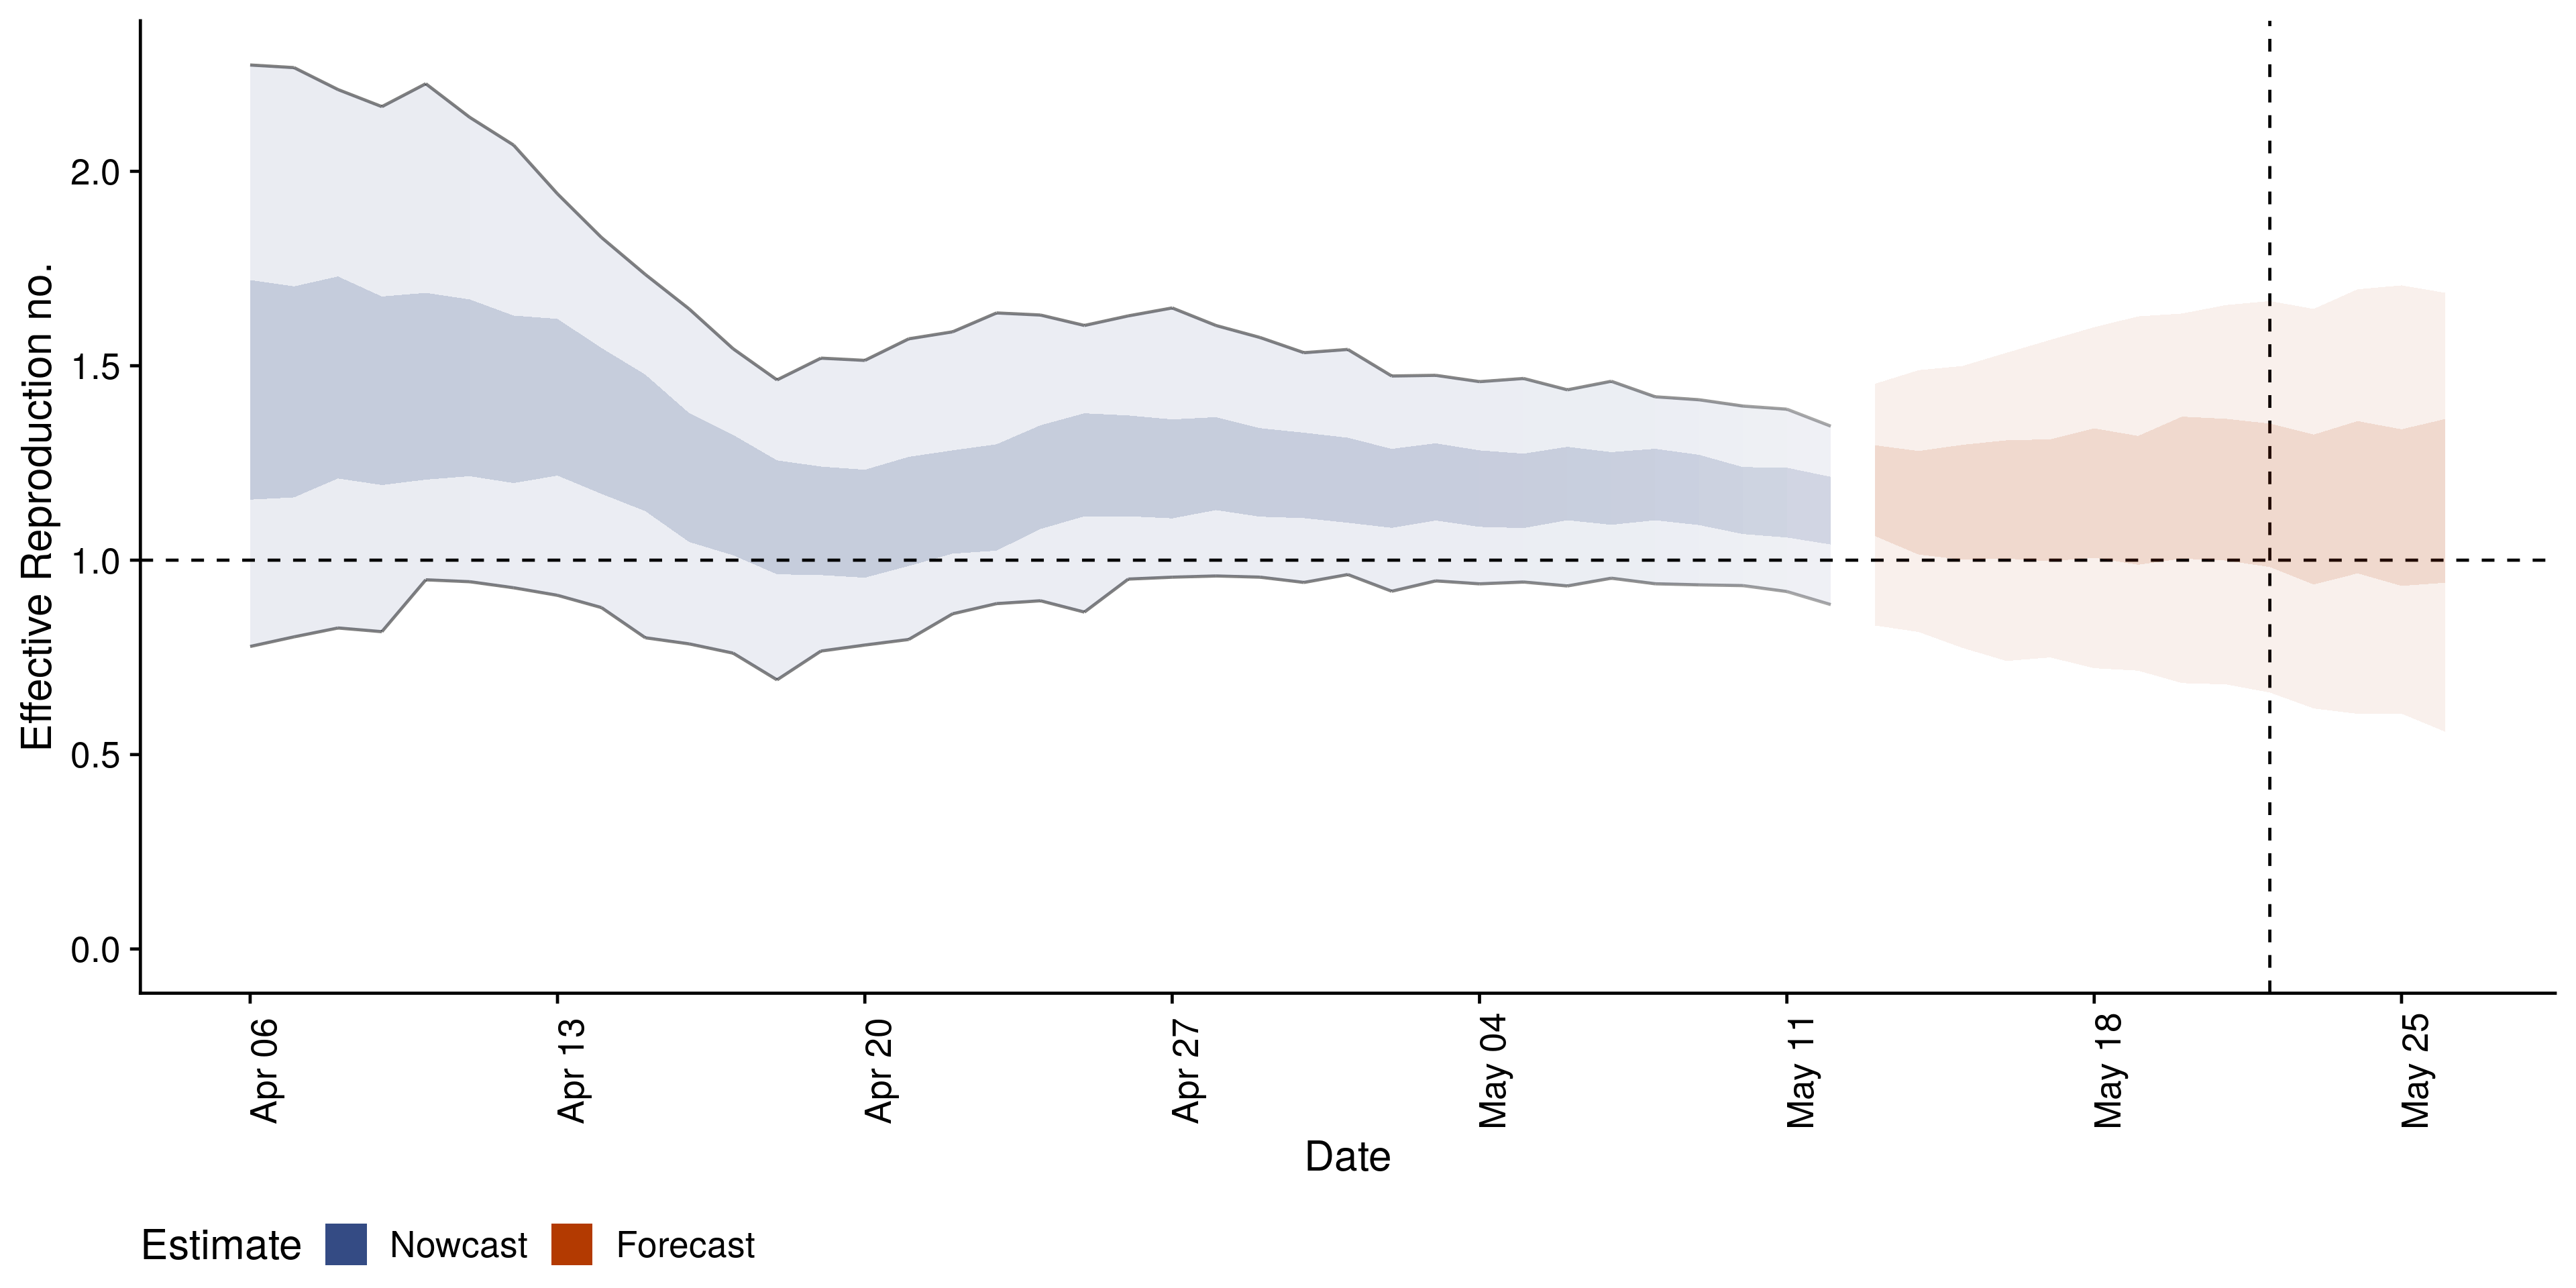 Effective Reproduction no.
2.0
1.5
1.0
0.5
0.0
Apr 06
Apr 13
Apr 20
Apr 27
May 04
May 11
May 18
May 25
Date
Estimate Nowcast Forecast